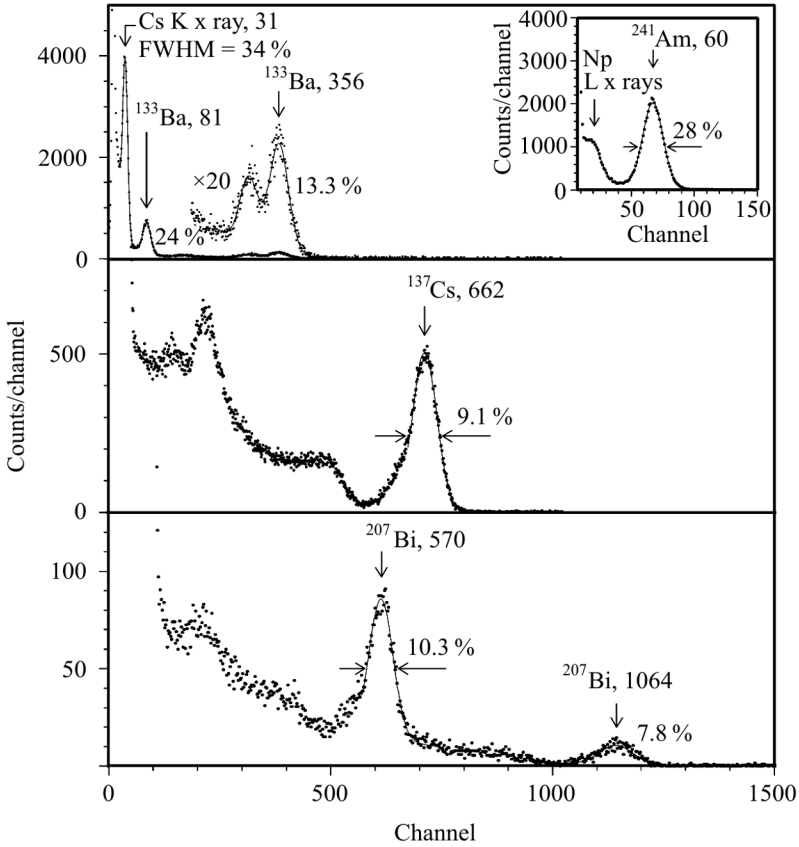 Counts/channel
4000
2000
0
Cs K x ray, 31
FWHM = 34 %
133Ba, 81
24 %
133Ba, 356
×20
13.3 %
Counts/channel
4000
3000
2000
1000
0
241Am, 60
Np
L x rays
28 %
50
100
150
Channel
500
0
137Cs, 662
9.1 %
100
50
207Bi, 570
10.3 %
207Bi, 1064
7.8 %
0
500
1000
1500
Channel